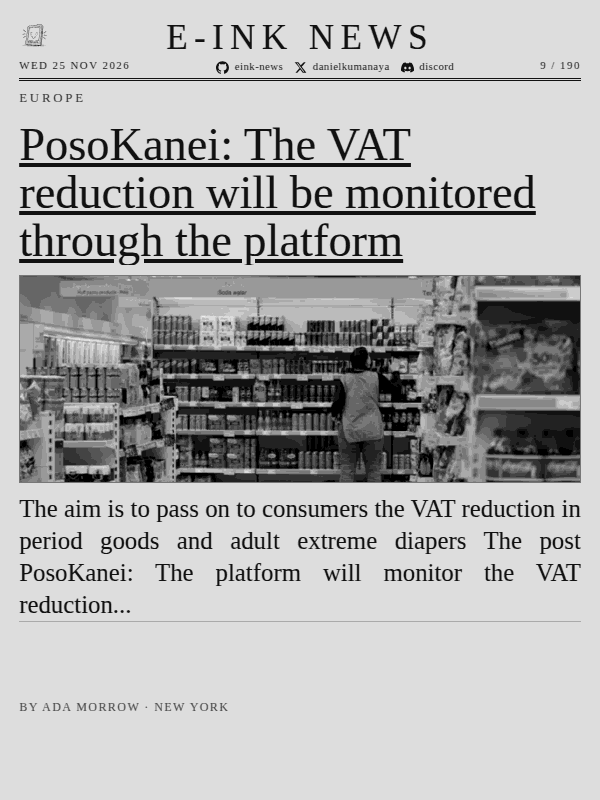 E-INK NEWS
WED 25 NOV 2026
eink-news danielkumanaya discord
9 / 190
EUROPE
PosoKanei: The VAT
reduction will be monitored
through the platform
Soda water
The aim is to pass on to consumers the VAT reduction in
period goods and adult extreme diapers The post
PosoKanei: The platform will monitor the VAT
reduction...
BY ADA MORROW · NEW YORK